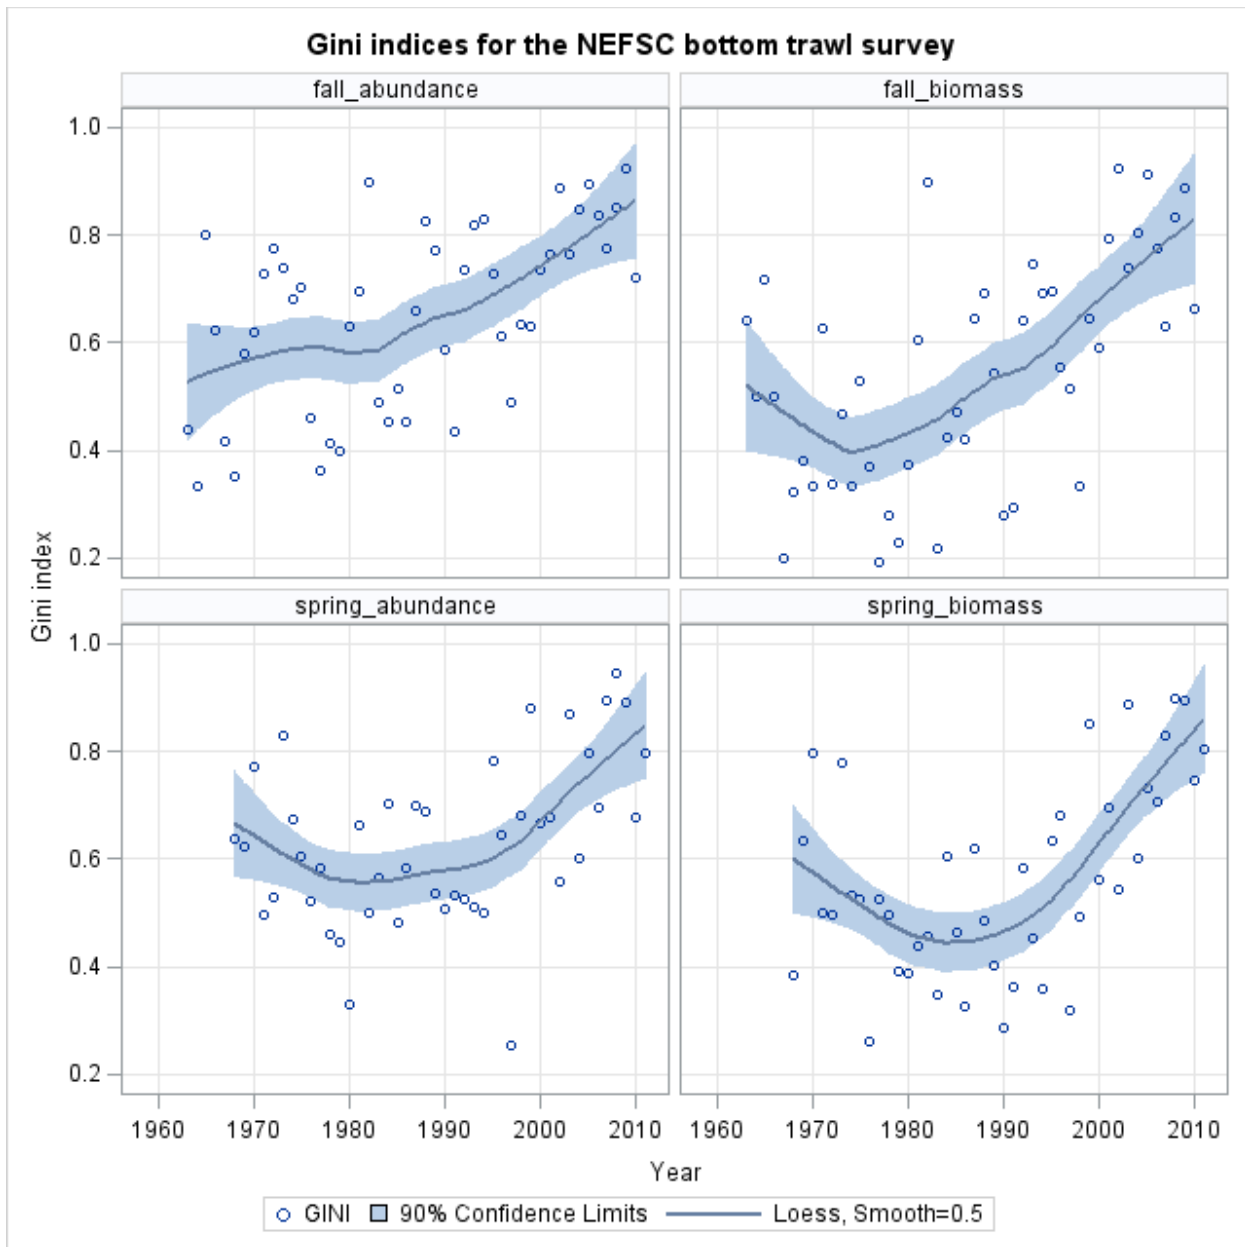 Gini indices for the NEFSC bottom trawl survey
fall_abundance
fall_biomass
1.0
0.8
0.6
0.4
0.2
Gini index
spring_abundance
spring_biomass
1.0
0.8
0.6
0.4
0.2
1960 1970 1980 1990 2000 2010
1960 1970 1980 1990 2000 2010
Year
GINI 90% Confidence Limits Loess, Smooth=0.5